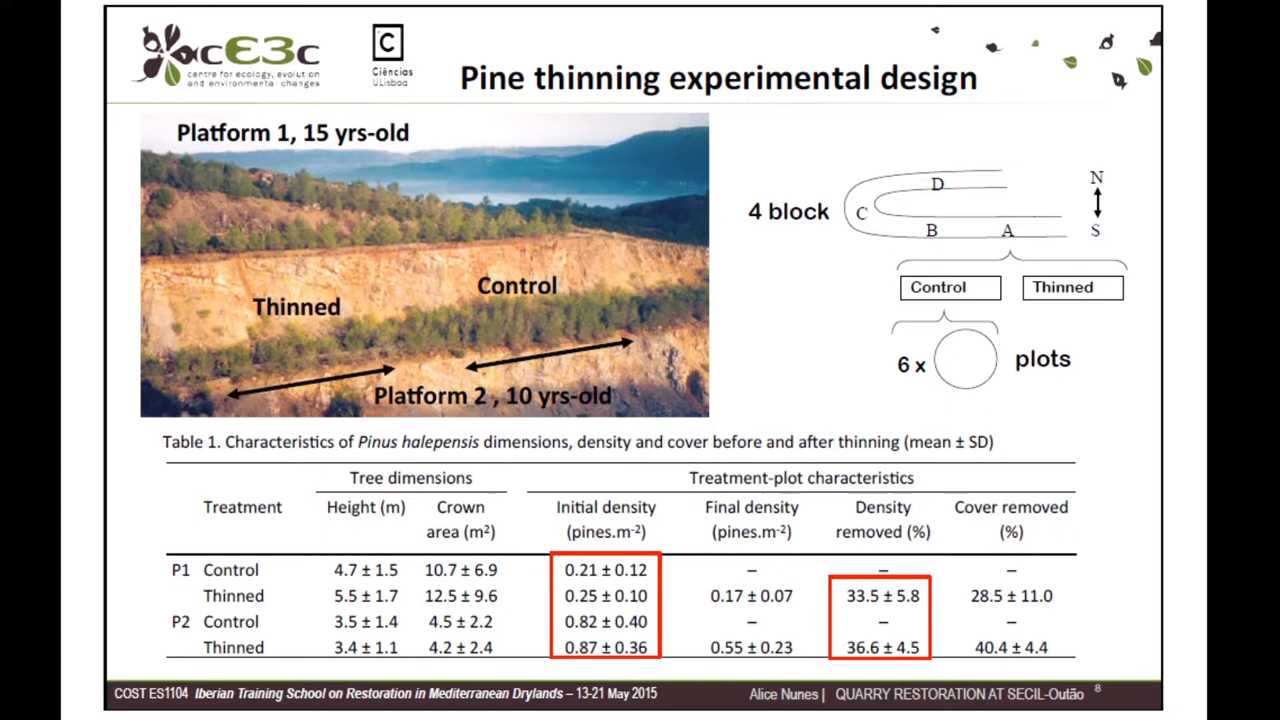 cE3c
centre for ecology, evolution
and environmental changes
C
Ciências
ULisboa
Pine thinning experimental design
Platform 1, 15 yrs-old
Thinned
Control
Platform 2 , 10 yrs-old
4 block
D
C
B
A
N
S
Control
Thinned
6 x
plots
Table 1. Characteristics of Pinus halepensis dimensions, density and cover before and after thinning (mean ± SD)
Tree dimensions Treatment-plot characteristics
Treatment Height (m) Crown area (m²) Initial density (pines.m⁻²) Final density (pines.m⁻²) Density removed (%) Cover removed (%)
P1 Control 4.7 ± 1.5 10.7 ± 6.9 0.21 ± 0.12 – – –
Thinned 5.5 ± 1.7 12.5 ± 9.6 0.25 ± 0.10 0.17 ± 0.07 33.5 ± 5.8 28.5 ± 11.0
P2 Control 3.5 ± 1.4 4.5 ± 2.2 0.82 ± 0.40 – – –
Thinned 3.4 ± 1.1 4.2 ± 2.4 0.87 ± 0.36 0.55 ± 0.23 36.6 ± 4.5 40.4 ± 4.4
COST ES1104 Iberian Training School on Restoration in Mediterranean Drylands – 13-21 May 2015
Alice Nunes | QUARRY RESTORATION AT SECIL-Outão 8